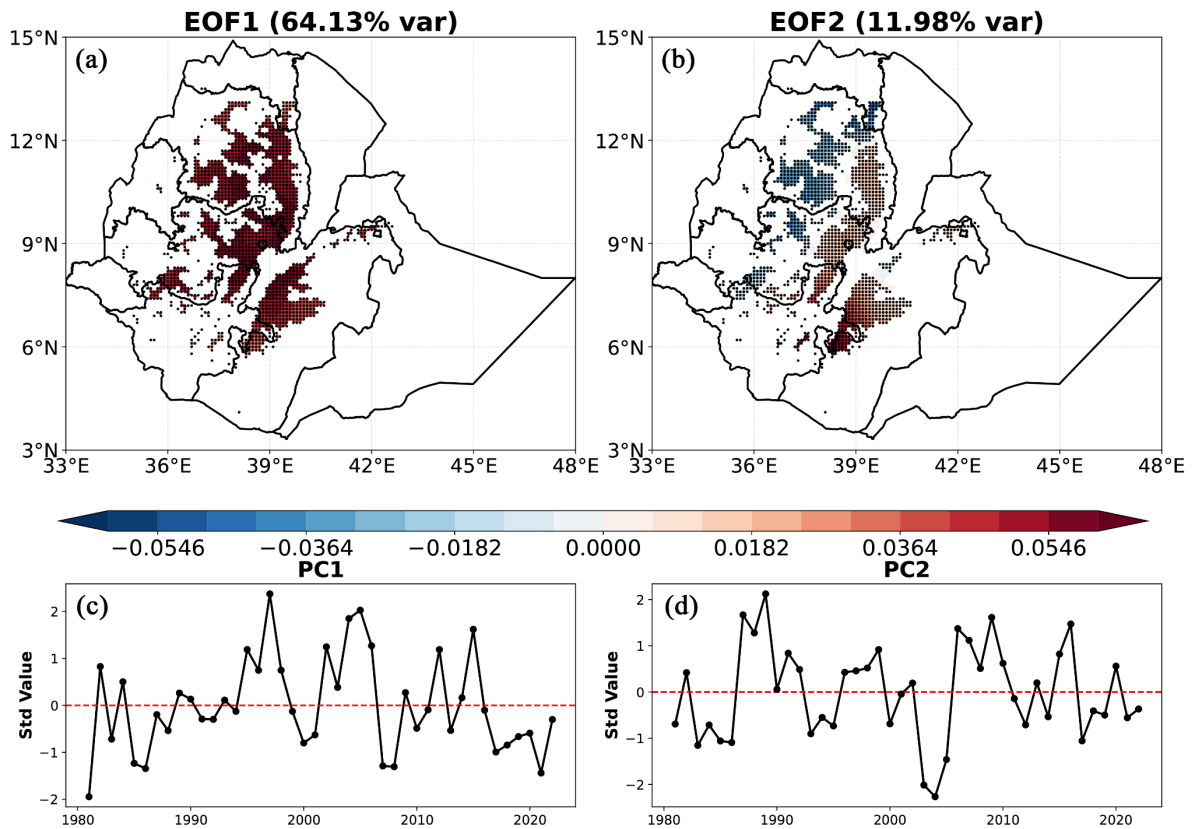 EOF1 (64.13% var)
EOF2 (11.98% var)
15°N
(a)
12°N
9°N
6°N
3°N
33°E 36°E 39°E 42°E 45°E 48°E
15°N
(b)
12°N
9°N
6°N
3°N
33°E 36°E 39°E 42°E 45°E 48°E
−0.0546 −0.0364 −0.0182 0.0000 0.0182 0.0364 0.0546
PC1
(c)
Std Value
2
1
0
−1
−2
1980 1990 2000 2010 2020
PC2
(d)
Std Value
2
1
0
−1
−2
1980 1990 2000 2010 2020